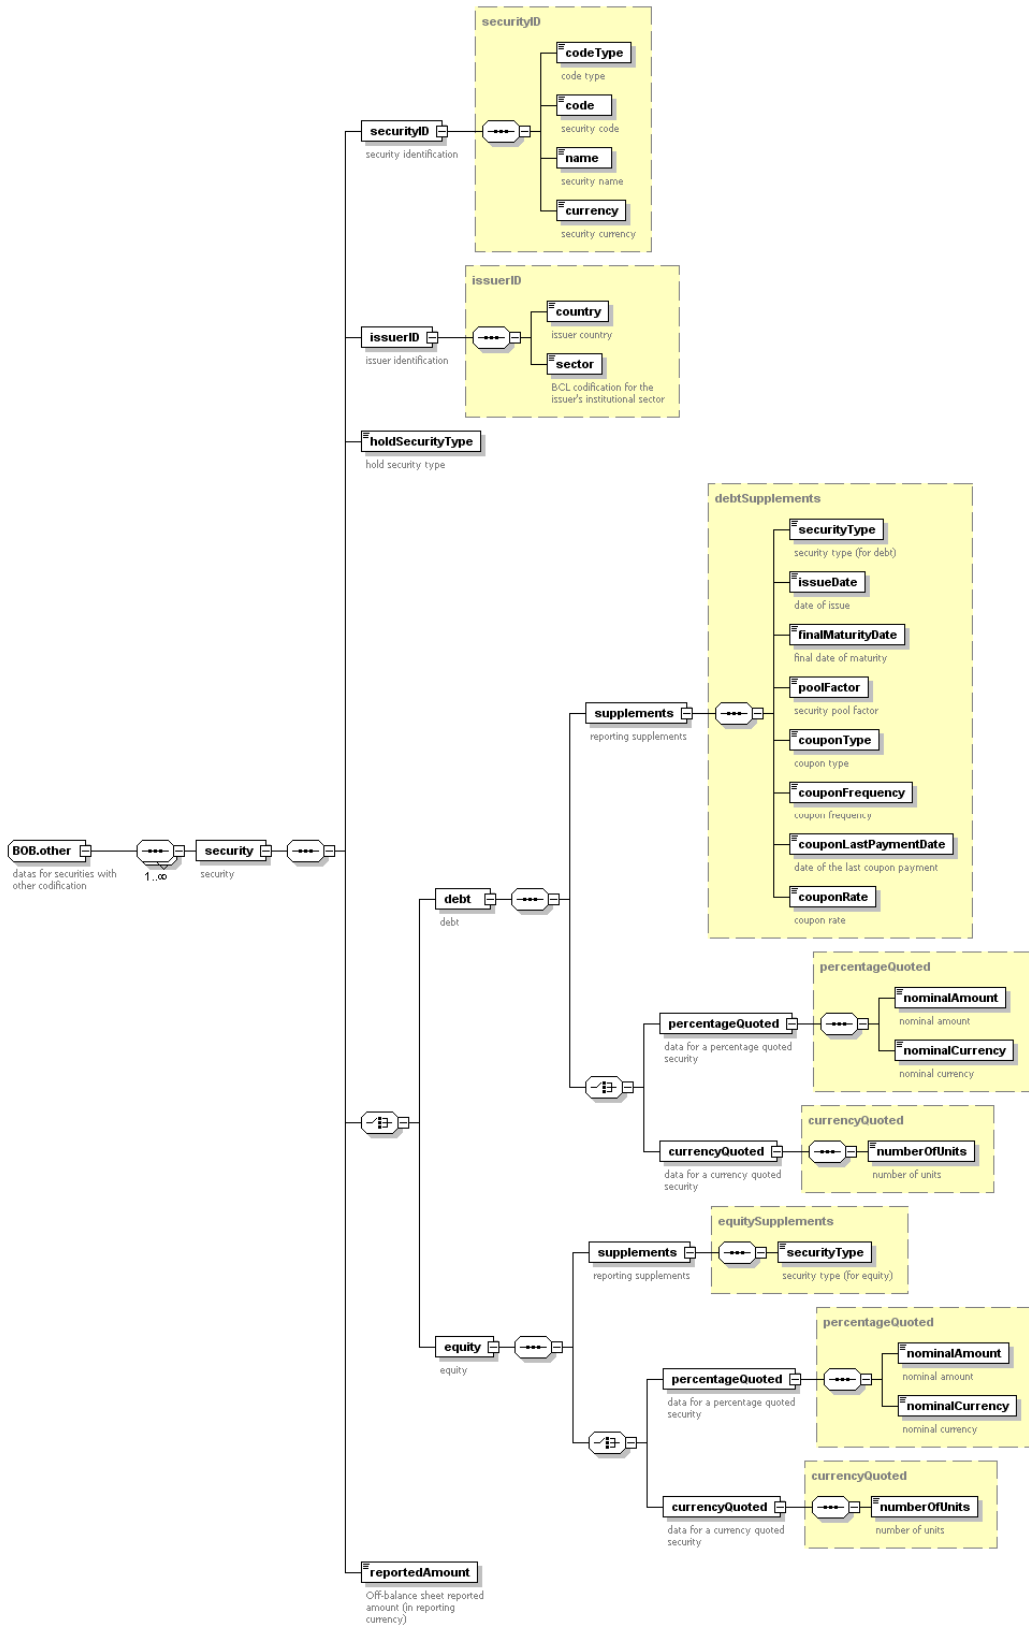 securityID
codeType
code type
code
security code
securityID
security identification
name
security name
currency
security currency
issuerID
country
issuer country
issuerID
issuer identification
sector
BCL codification for the
issuer's institutional sector
holdSecurityType
hold security type
debtSupplements
securityType
security type (for debt)
issueDate
date of issue
finalMaturityDate
final date of maturity
poolFactor
security pool factor
supplements
reporting supplements
couponType
coupon type
couponFrequency
coupon frequency
couponLastPaymentDate
date of the last coupon payment
couponRate
coupon rate
BOB.other
datas for securities with
other codification
1..∞
security
security
debt
debt
percentageQuoted
nominalAmount
nominal amount
percentageQuoted
data for a percentage quoted
security
nominalCurrency
nominal currency
currencyQuoted
currencyQuoted
data for a currency quoted
security
numberOfUnits
number of units
equitySupplements
supplements
reporting supplements
securityType
security type (for equity)
equity
equity
percentageQuoted
nominalAmount
nominal amount
percentageQuoted
data for a percentage quoted
security
nominalCurrency
nominal currency
currencyQuoted
currencyQuoted
data for a currency quoted
security
numberOfUnits
number of units
reportedAmount
Off-balance sheet reported
amount (in reporting
currency)